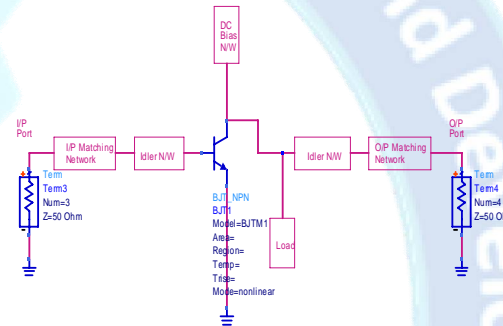 DC
Bias
N/W
I/P
Port
O/P
Port
I/P Matching
Network
Idler N/W
Idler N/W
O/P Matching
Network
Term
Term3
Num=3
Z=50 Ohm
Term
Term4
Num=4
Z=50 O
BJT_NPN
BJT1
Model=BJTM1
Area=
Region=
Temp=
Trise=
Mode=nonlinear
Load
d De